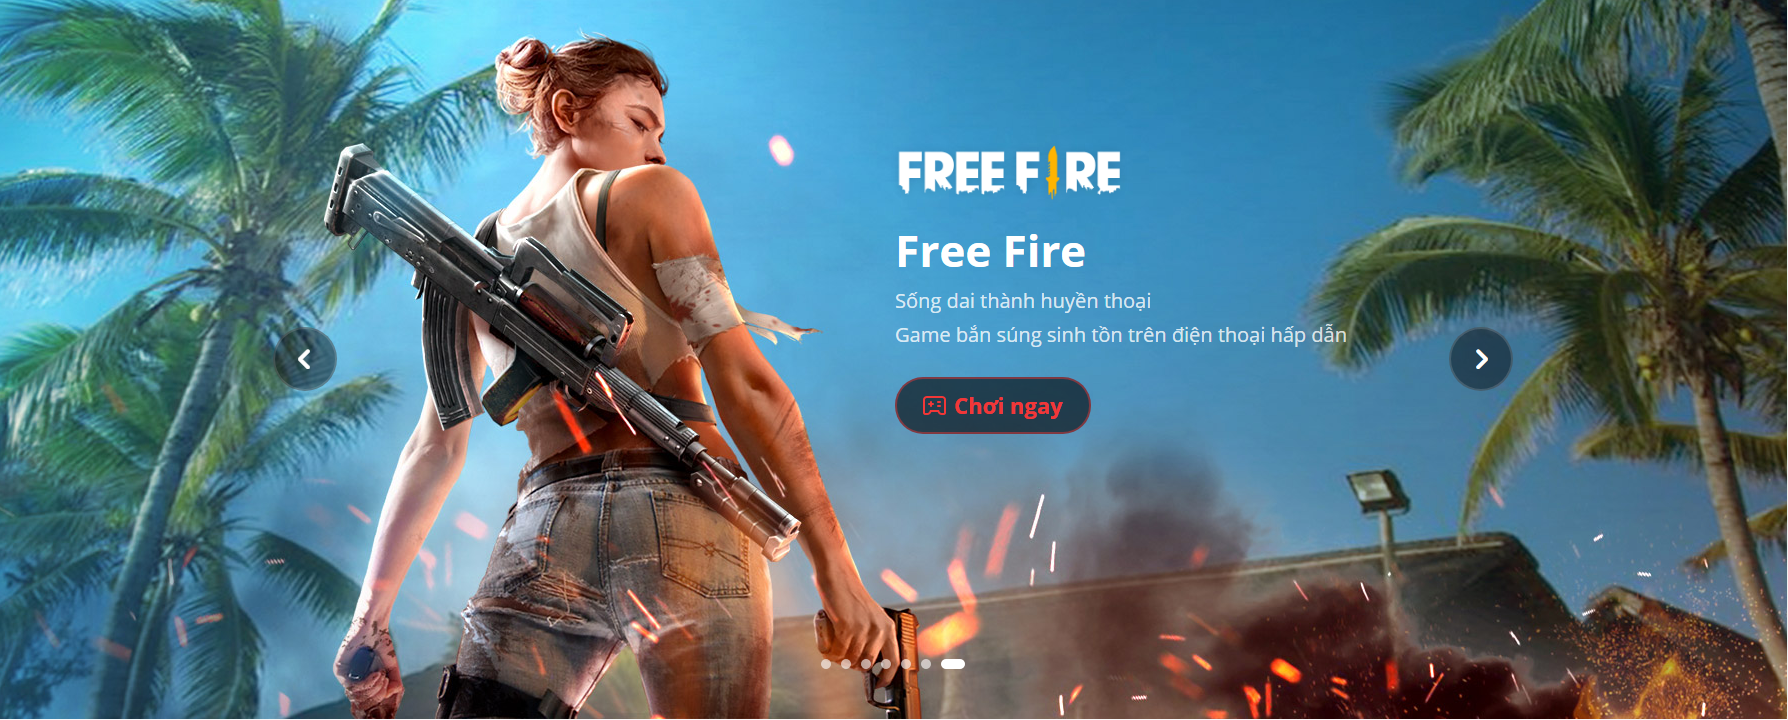 FREE FIRE
Free Fire
Sống dai thành huyền thoại
Game bắn súng sinh tồn trên điện thoại hấp dẫn
Chơi ngay